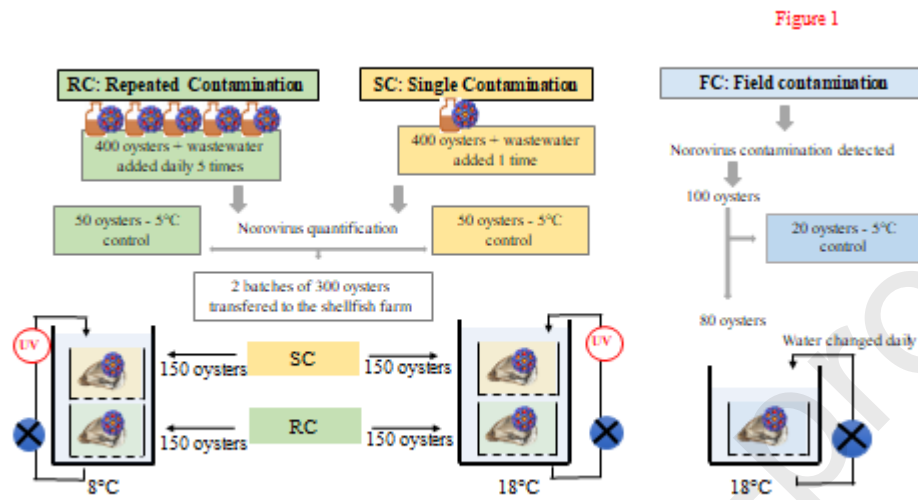 Figure 1
RC: Repeated Contamination
SC: Single Contamination
FC: Field contamination
400 oysters + wastewater
added daily 5 times
400 oysters + wastewater
added 1 time
Norovirus contamination detected
100 oysters
50 oysters - 5°C
control
Norovirus quantification
50 oysters - 5°C
control
20 oysters - 5°C
control
2 batches of 300 oysters
transfered to the shellfish farm
80 oysters
Water changed daily
UV
SC
UV
150 oysters
150 oysters
RC
150 oysters
150 oysters
8°C
18°C
18°C